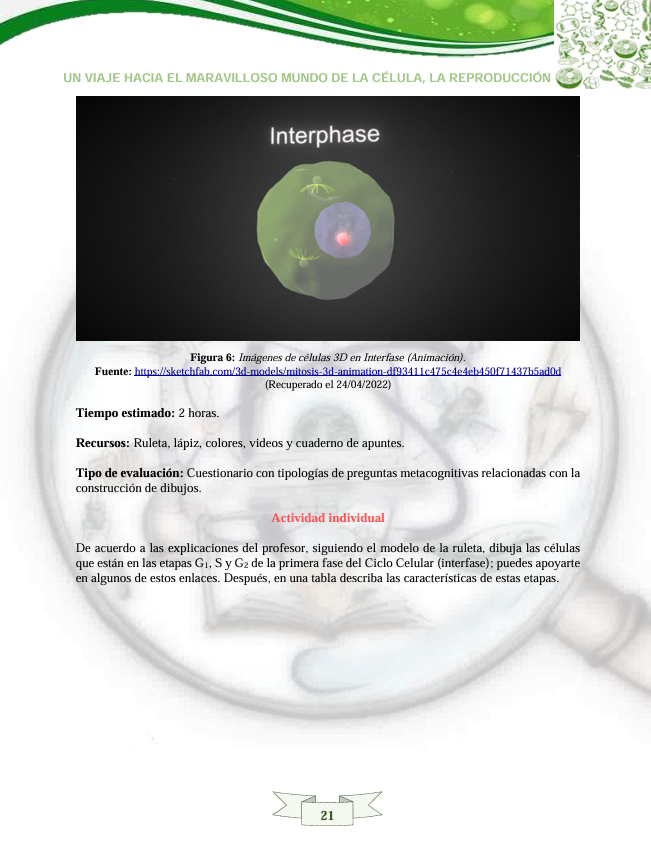 UN VIAJE HACIA EL MARAVILLOSO MUNDO DE LA CÉLULA, LA REPRODUCCIÓN
Interphase
Figura 6: Imágenes de células 3D en Interfase (Animación).
Fuente: https://sketchfab.com/3d-models/mitosis-3d-animation-df93411c475c4e4eb450f71437b5ad0d
(Recuperado el 24/04/2022)
Tiempo estimado: 2 horas.
Recursos: Ruleta, lápiz, colores, videos y cuaderno de apuntes.
Tipo de evaluación: Cuestionario con tipologías de preguntas metacognitivas relacionadas con la
construcción de dibujos.
Actividad individual
De acuerdo a las explicaciones del profesor, siguiendo el modelo de la ruleta, dibuja las células
que están en las etapas G₁, S y G₂ de la primera fase del Ciclo Celular (interfase); puedes apoyarte
en algunos de estos enlaces. Después, en una tabla describa las características de estas etapas.
21